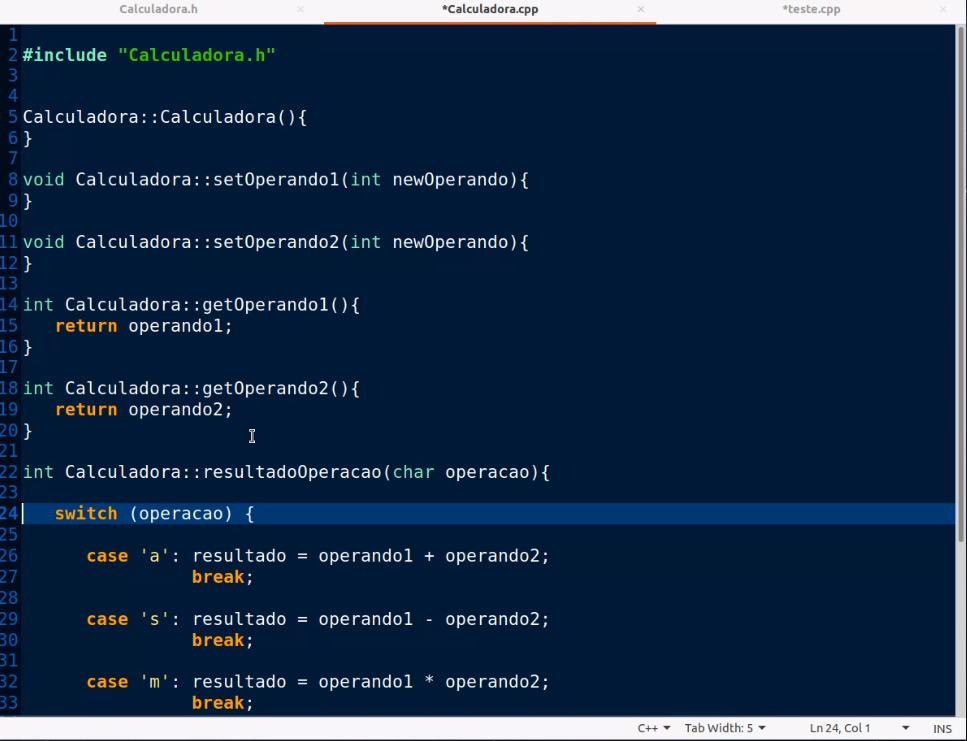 Calculadora.h × *Calculadora.cpp × *teste.cpp ×
1
2 #include "Calculadora.h"
3
4
5 Calculadora::Calculadora(){
6 }
7
8 void Calculadora::setOperando1(int newOperando){
9 }
10
11 void Calculadora::setOperando2(int newOperando){
12 }
13
14 int Calculadora::getOperando1(){
15    return operando1;
16 }
17
18 int Calculadora::getOperando2(){
19    return operando2;
20 }
21
22 int Calculadora::resultadoOperacao(char operacao){
23
24    switch (operacao) {
25
26       case 'a': resultado = operando1 + operando2;
27                 break;
28
29       case 's': resultado = operando1 - operando2;
30                 break;
31
32       case 'm': resultado = operando1 * operando2;
33                 break;
C++ Tab Width: 5 Ln 24, Col 1 INS